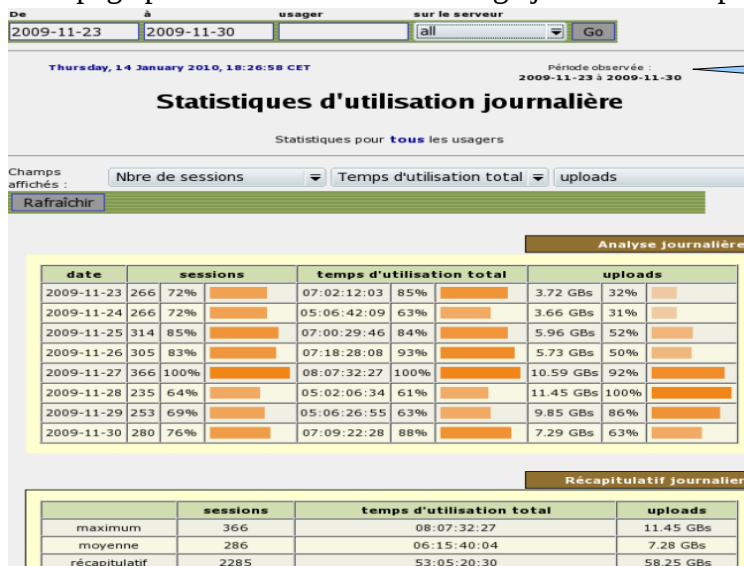 De à usager sur le serveur
2009-11-23 2009-11-30 all Go
Thursday, 14 January 2010, 18:26:58 CET
Période observée :
2009-11-23 à 2009-11-30
Statistiques d'utilisation journalière
Statistiques pour tous les usagers
Champs affichés : Nbre de sessions Temps d'utilisation total uploads
Rafraîchir
Analyse journalière
date sessions temps d'utilisation total uploads
2009-11-23 266 72% 07:02:12:03 85% 3.72 GBs 32%
2009-11-24 266 72% 05:06:42:09 63% 3.66 GBs 31%
2009-11-25 314 85% 07:00:29:46 84% 5.96 GBs 52%
2009-11-26 305 83% 07:18:28:08 93% 5.73 GBs 50%
2009-11-27 366 100% 08:07:32:27 100% 10.59 GBs 92%
2009-11-28 235 64% 05:02:06:34 61% 11.45 GBs 100%
2009-11-29 253 69% 05:06:26:55 63% 9.85 GBs 86%
2009-11-30 280 76% 07:09:22:28 88% 7.29 GBs 63%
Récapitulatif journalier
sessions temps d'utilisation total uploads
maximum 366 08:07:32:27 11.45 GBs
moyenne 286 06:15:40:04 7.28 GBs
récapitulatif 2285 53:05:20:30 58.25 GBs